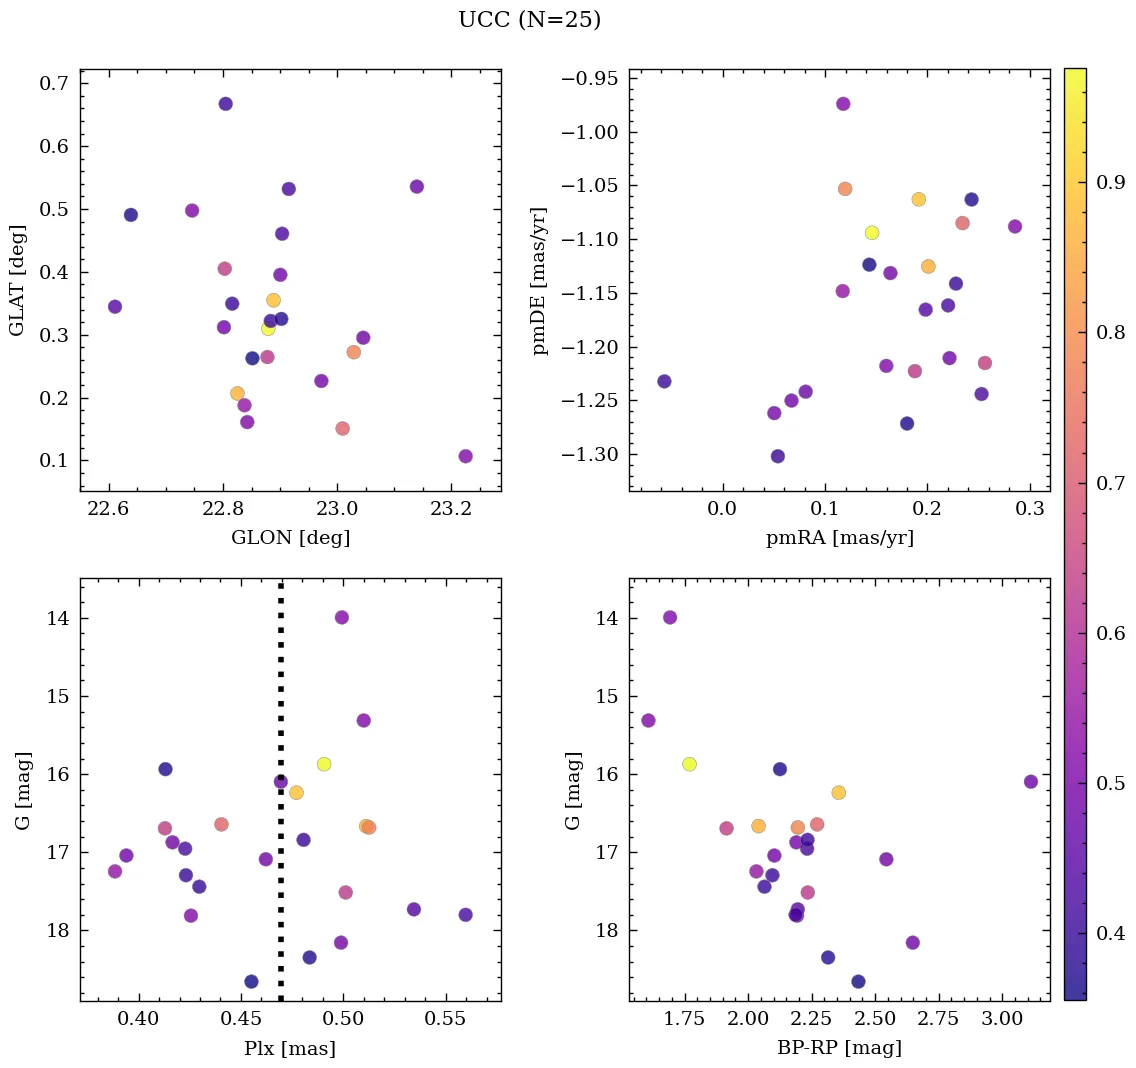 UCC (N=25)
0.7
0.6
0.5
0.4
0.3
0.2
0.1
GLAT [deg]
22.6 22.8 23.0 23.2
GLON [deg]
−0.95
−1.00
−1.05
−1.10
−1.15
−1.20
−1.25
−1.30
pmDE [mas/yr]
0.0 0.1 0.2 0.3
pmRA [mas/yr]
14
15
16
17
18
G [mag]
0.40 0.45 0.50 0.55
Plx [mas]
14
15
16
17
18
G [mag]
1.75 2.00 2.25 2.50 2.75 3.00
BP-RP [mag]
0.9
0.8
0.7
0.6
0.5
0.4